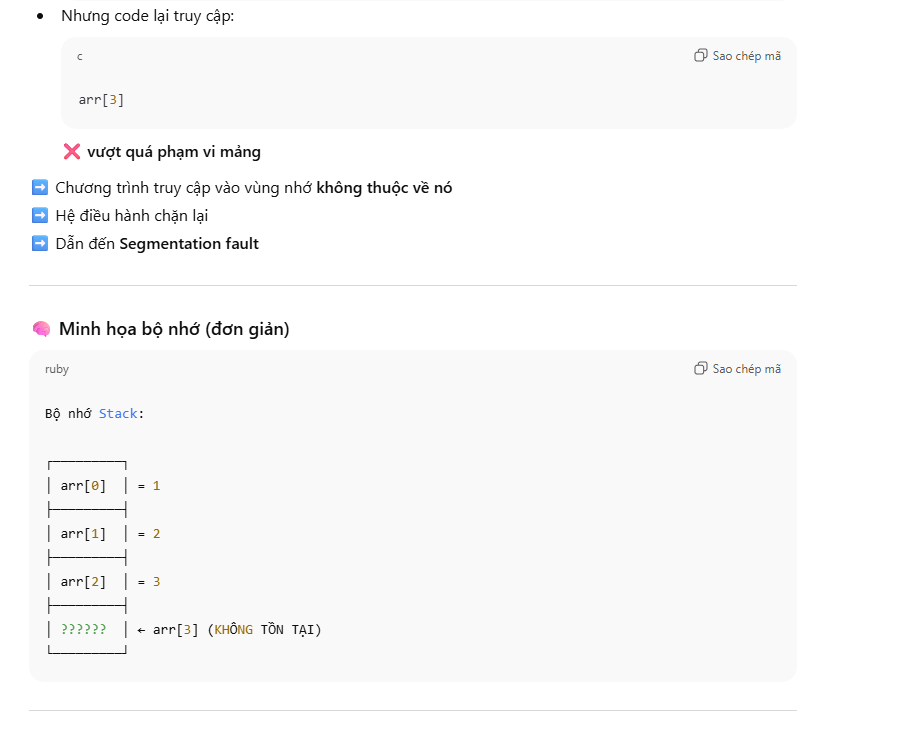 • Nhưng code lại truy cập:
c
Sao chép mã
arr[3]
❌ vượt quá phạm vi mảng
➡️ Chương trình truy cập vào vùng nhớ không thuộc về nó
➡️ Hệ điều hành chặn lại
➡️ Dẫn đến Segmentation fault
🧠 Minh họa bộ nhớ (đơn giản)
ruby
Sao chép mã
Bộ nhớ Stack:
┌─────────┐
│ arr[0]  │ = 1
├─────────┤
│ arr[1]  │ = 2
├─────────┤
│ arr[2]  │ = 3
├─────────┤
│ ??????  │ ← arr[3] (KHÔNG TỒN TẠI)
└─────────┘